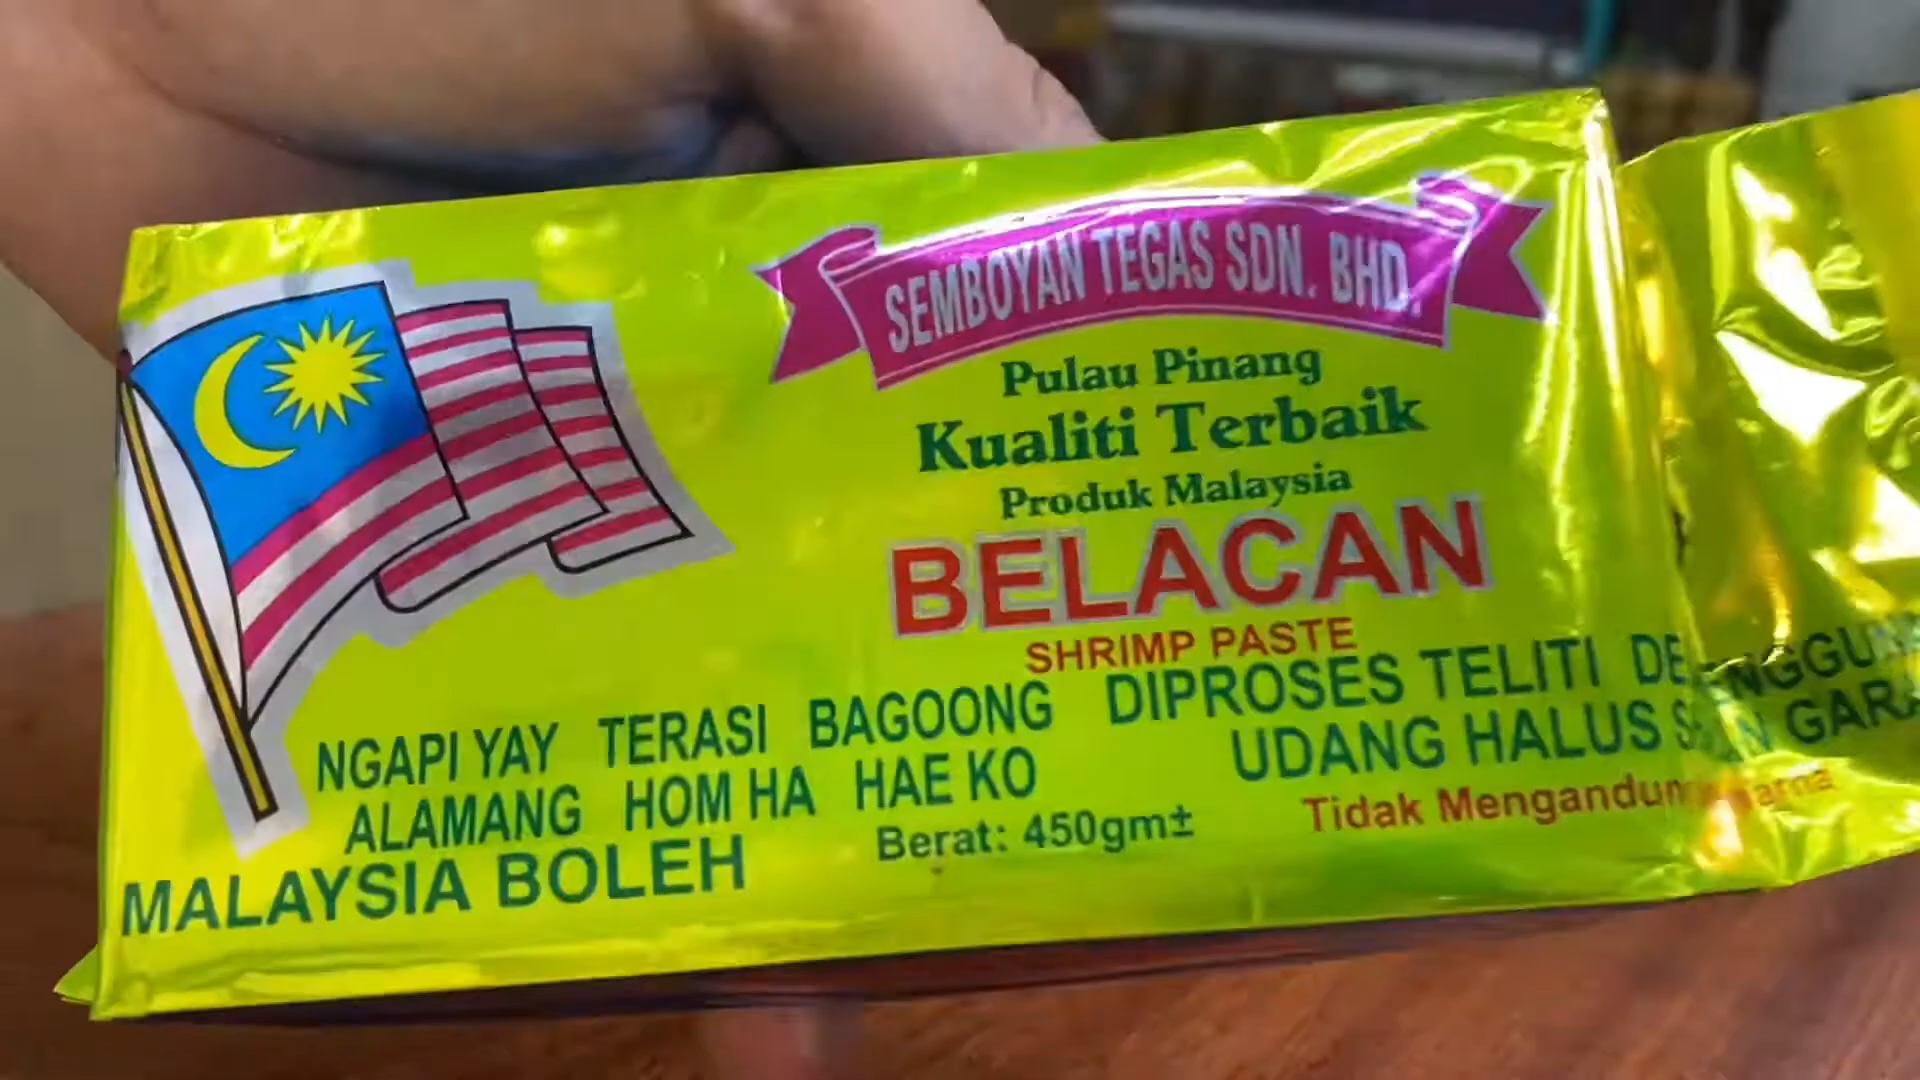 SEMBOYAN TEGAS SDN. BHD.
Pulau Pinang
Kualiti Terbaik
Produk Malaysia
BELACAN
SHRIMP PASTE
NGAPI YAY TERASI BAGOONG
ALAMANG HOM HA HAE KO
MALAYSIA BOLEH
Berat: 450gm±
DIPROSES TELITI
UDANG HALUS
Tidak